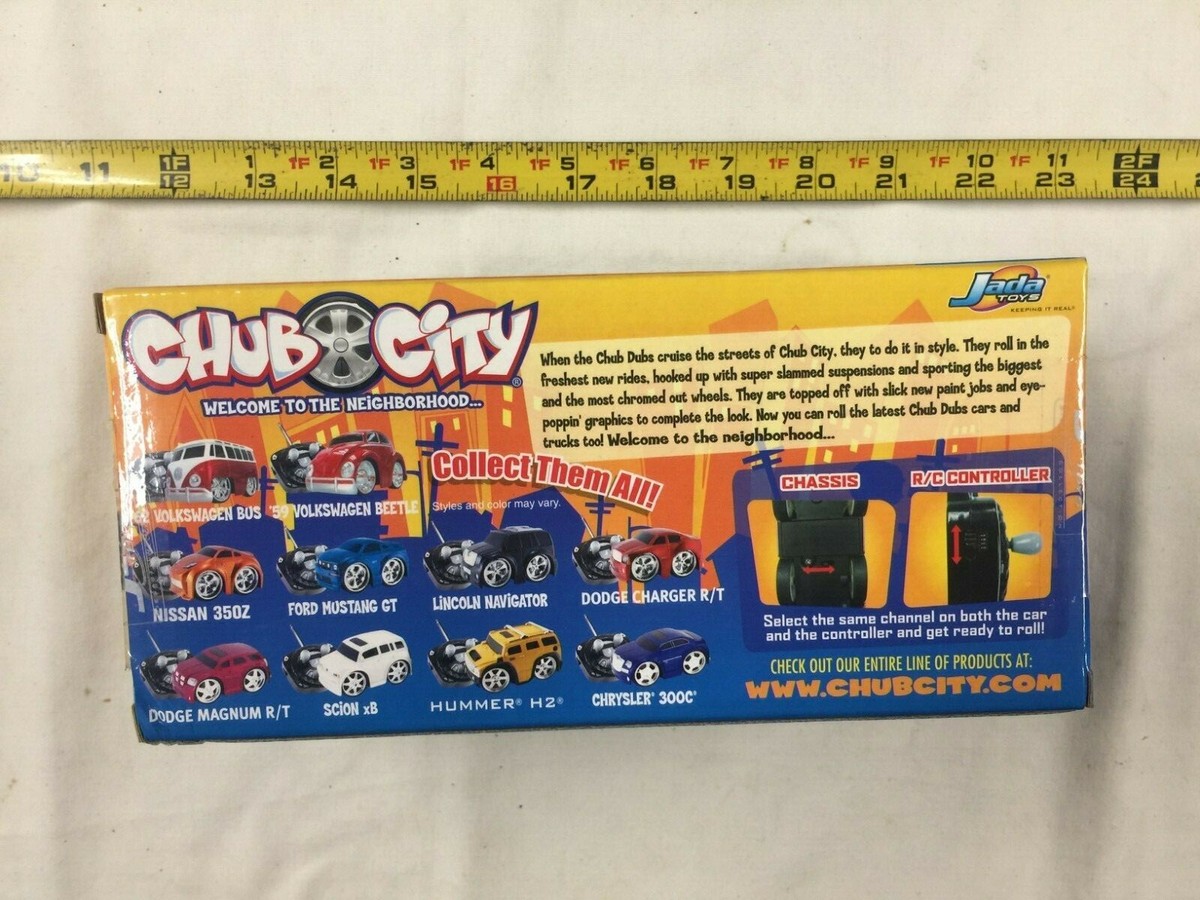 10 11 1F 1 1F 2 1F 3 1F 4 1F 5 1F 6 1F 7 1F 8 1F 9 1F 10 1F 11 2F
12 13 14 15 16 17 18 19 20 21 22 23 24
Jada
TOYS
KEEPING IT REAL!
CHUB CiTY®
WELCOME TO THE NEIGHBORHOOD...
When the Chub Dubs cruise the streets of Chub City, they to do it in style. They roll in the
freshest new rides, hooked up with super slammed suspensions and sporting the biggest
and the most chromed out wheels. They are topped off with slick new paint jobs and eye-
poppin' graphics to complete the look. Now you can roll the latest Chub Dubs cars and
trucks too! Welcome to the neighborhood...
Collect Them All!
Styles and color may vary.
VOLKSWAGEN BUS
'59 VOLKSWAGEN BEETLE
NISSAN 350Z
FORD MUSTANG GT
LINCOLN NAVIGATOR
DODGE CHARGER R/T
DODGE MAGNUM R/T
SCiON xB
HUMMER® H2®
CHRYSLER® 300C®
CHASSIS
R/C CONTROLLER
Select the same channel on both the car
and the controller and get ready to roll!
CHECK OUT OUR ENTIRE LINE OF PRODUCTS AT:
WWW.CHUBCITY.COM